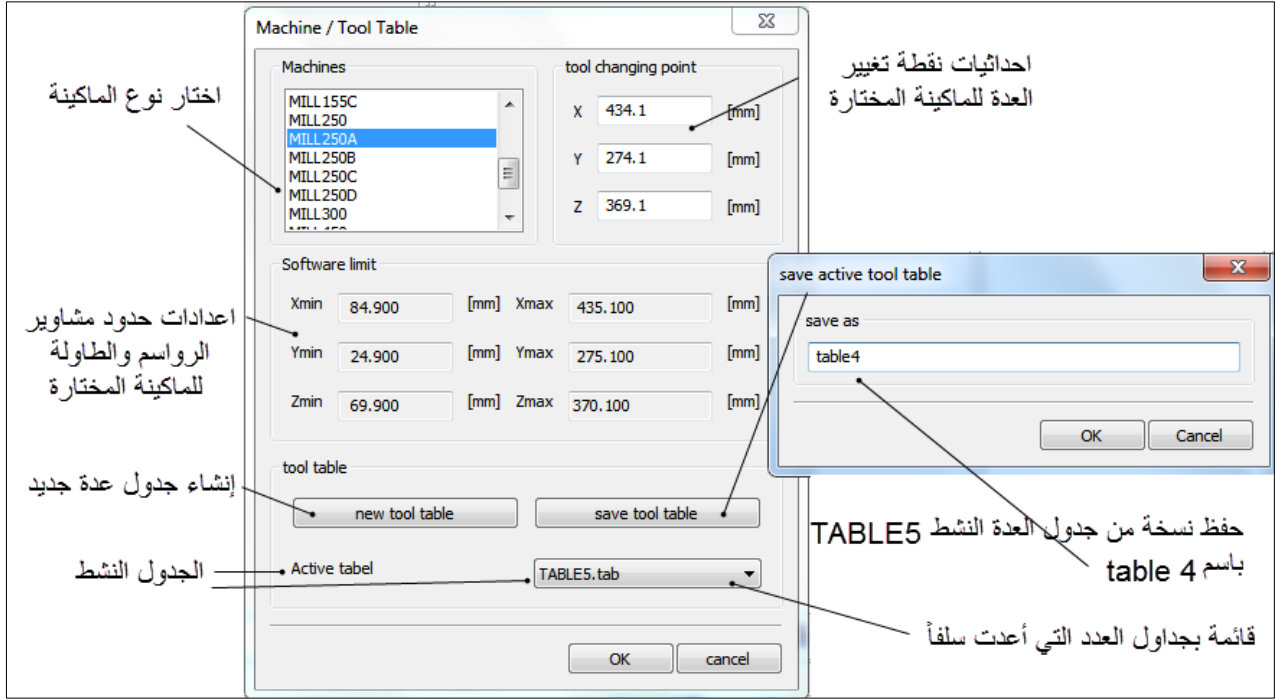 Machine / Tool Table
Machines
MILL155C
MILL250
MILL250A
MILL250B
MILL250C
MILL250D
MILL300
tool changing point
X 434.1 [mm]
Y 274.1 [mm]
Z 369.1 [mm]
Software limit
Xmin 84.900 [mm] Xmax 435.100 [mm]
Ymin 24.900 [mm] Ymax 275.100 [mm]
Zmin 69.900 [mm] Zmax 370.100 [mm]
tool table
new tool table
save tool table
Active tabel
TABLE5.tab
OK
cancel
save active tool table
save as
table4
OK
Cancel
اختار نوع الماكينة
احداثيات نقطة تغيير
العدة للماكينة المختارة
اعدادات حدود مشاوير
الرواسم والطاولة
للماكينة المختارة
إنشاء جدول عدة جديد
الجدول النشط
حفظ نسخة من جدول العدة النشط TABLE5
باسم table 4
قائمة بجداول العدد التي أعدت سلفاً